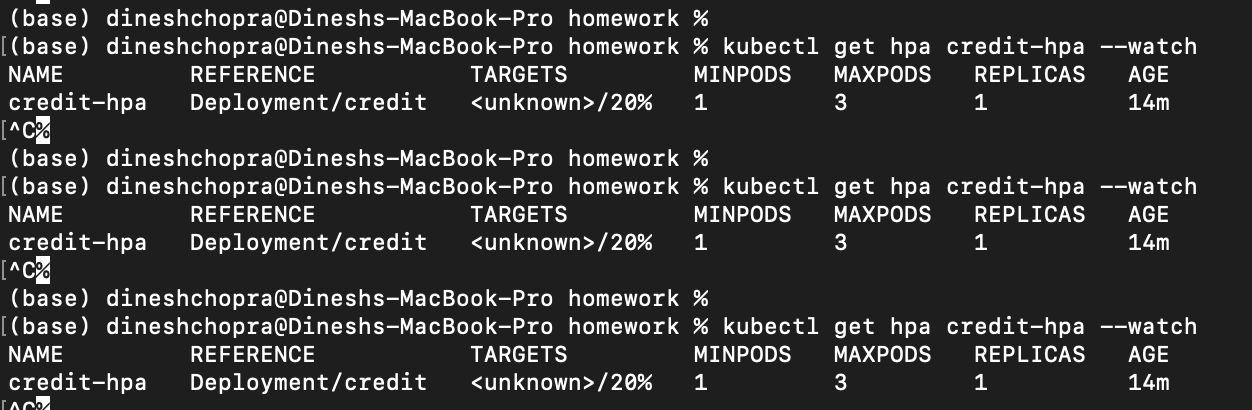 (base) dineshchopra@Dineshs-MacBook-Pro homework %
[(base) dineshchopra@Dineshs-MacBook-Pro homework % kubectl get hpa credit-hpa --watch
NAME REFERENCE TARGETS MINPODS MAXPODS REPLICAS AGE
credit-hpa Deployment/credit <unknown>/20% 1 3 1 14m
[^C%
(base) dineshchopra@Dineshs-MacBook-Pro homework %
[(base) dineshchopra@Dineshs-MacBook-Pro homework % kubectl get hpa credit-hpa --watch
NAME REFERENCE TARGETS MINPODS MAXPODS REPLICAS AGE
credit-hpa Deployment/credit <unknown>/20% 1 3 1 14m
[^C%
(base) dineshchopra@Dineshs-MacBook-Pro homework %
[(base) dineshchopra@Dineshs-MacBook-Pro homework % kubectl get hpa credit-hpa --watch
NAME REFERENCE TARGETS MINPODS MAXPODS REPLICAS AGE
credit-hpa Deployment/credit <unknown>/20% 1 3 1 14m
[^C%